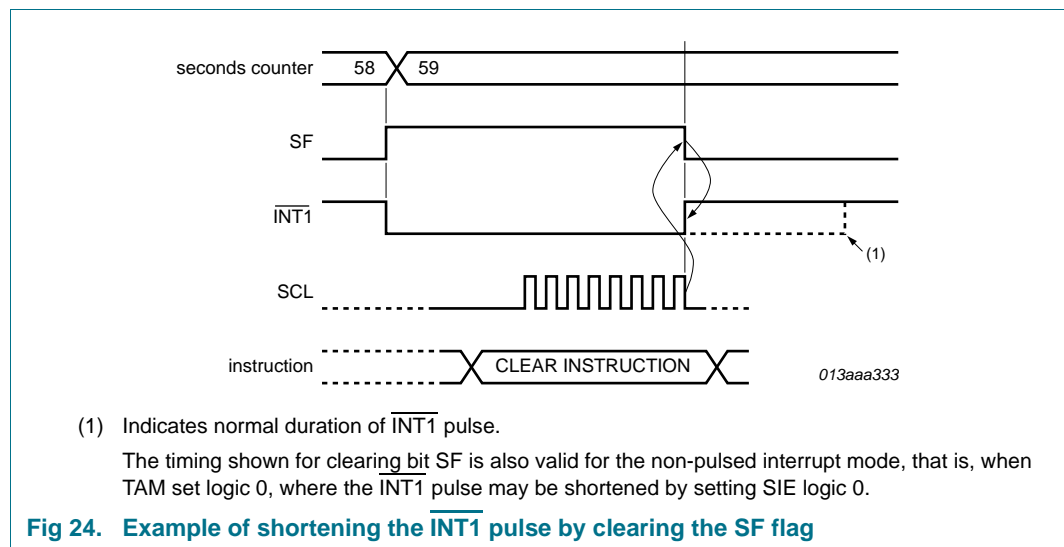 seconds counter 58 59
SF
INT1
(1)
SCL
instruction CLEAR INSTRUCTION
013aaa333
(1) Indicates normal duration of INT1 pulse.
The timing shown for clearing bit SF is also valid for the non-pulsed interrupt mode, that is, when
TAM set logic 0, where the INT1 pulse may be shortened by setting SIE logic 0.
Fig 24. Example of shortening the INT1 pulse by clearing the SF flag